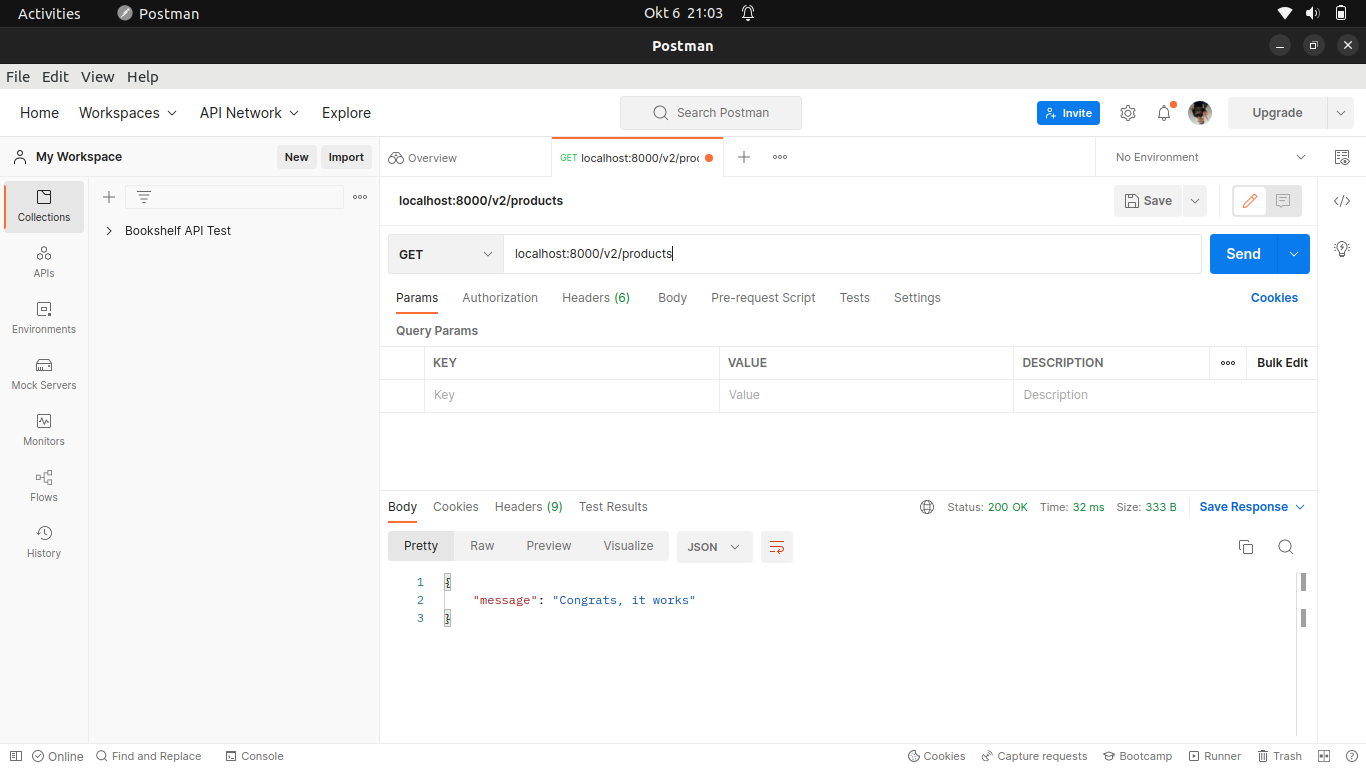 Activities Postman Okt 6 21:03
Postman
File Edit View Help
Home Workspaces API Network Explore Search Postman Invite Upgrade
My Workspace New Import Overview GET localhost:8000/v2/proc No Environment
Collections
localhost:8000/v2/products Save
Bookshelf API Test
GET localhost:8000/v2/products Send
APIs
Params Authorization Headers (6) Body Pre-request Script Tests Settings Cookies
Environments
Query Params
KEY VALUE DESCRIPTION Bulk Edit
Mock Servers
Key Value Description
Monitors
Flows
Body Cookies Headers (9) Test Results Status: 200 OK Time: 32 ms Size: 333 B Save Response
History
Pretty Raw Preview Visualize JSON
1 {
2 "message": "Congrats, it works"
3 }
Online Find and Replace Console Cookies Capture requests Bootcamp Runner Trash